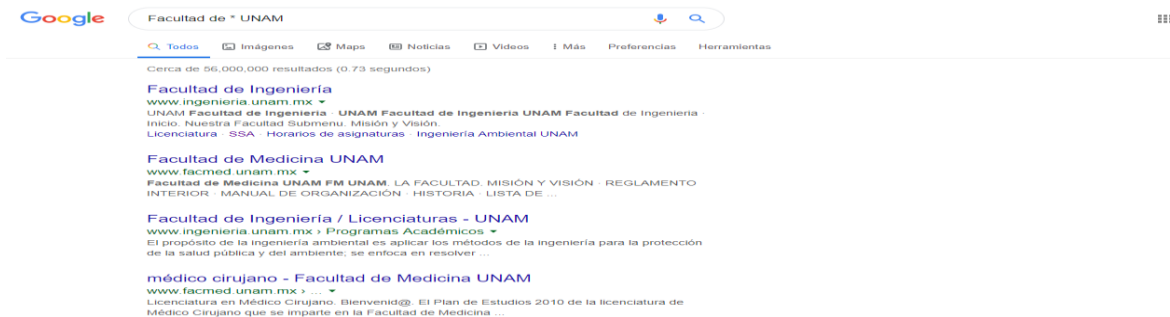 Google
Facultad de * UNAM
Todos Imágenes Maps Noticias Videos Más Preferencias Herramientas
Cerca de 56,000,000 resultados (0.73 segundos)
Facultad de Ingeniería
www.ingenieria.unam.mx
UNAM Facultad de Ingenieria · UNAM Facultad de Ingenieria UNAM Facultad de Ingenieria ·
Inicio. Nuestra Facultad Submenu. Misión y Visión.
Licenciatura · SSA · Horarios de asignaturas · Ingeniería Ambiental UNAM
Facultad de Medicina UNAM
www.facmed.unam.mx
Facultad de Medicina UNAM FM UNAM. LA FACULTAD. MISIÓN Y VISIÓN · REGLAMENTO
INTERIOR · MANUAL DE ORGANIZACIÓN · HISTORIA · LISTA DE ...
Facultad de Ingeniería / Licenciaturas - UNAM
www.ingenieria.unam.mx › Programas Académicos
El propósito de la ingeniería ambiental es aplicar los métodos de la ingeniería para la protección
de la salud pública y del ambiente; se enfoca en resolver ...
médico cirujano - Facultad de Medicina UNAM
www.facmed.unam.mx › ...
Licenciatura en Médico Cirujano. Bienvenid@. El Plan de Estudios 2010 de la licenciatura de
Médico Cirujano que se imparte en la Facultad de Medicina ...